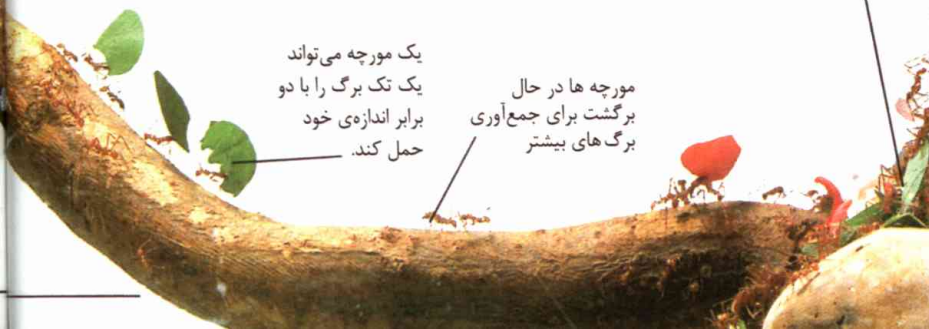 یک مورچه می‌تواند
یک تک برگ را با دو
برابر اندازه‌ی خود
حمل کند.
مورچه ها در حال
برگشت برای جمع‌آوری
برگ های بیشتر